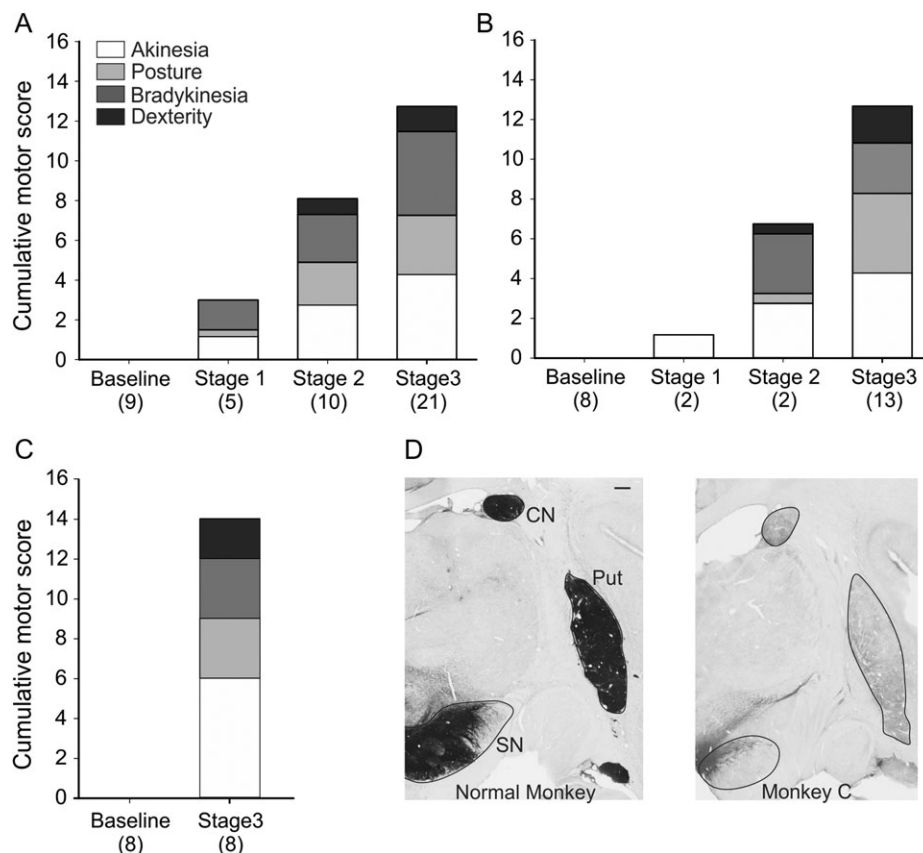 A
Cumulative motor score
16
14
12
10
8
6
4
2
0
Akinesia
Posture
Bradykinesia
Dexterity
Baseline Stage 1 Stage 2 Stage3
(9) (5) (10) (21)
B
16
14
12
10
8
6
4
2
0
Baseline Stage 1 Stage 2 Stage3
(8) (2) (2) (13)
C
Cumulative motor score
16
14
12
10
8
6
4
2
0
Baseline Stage3
(8) (8)
D
CN
Put
SN
Normal Monkey
Monkey C